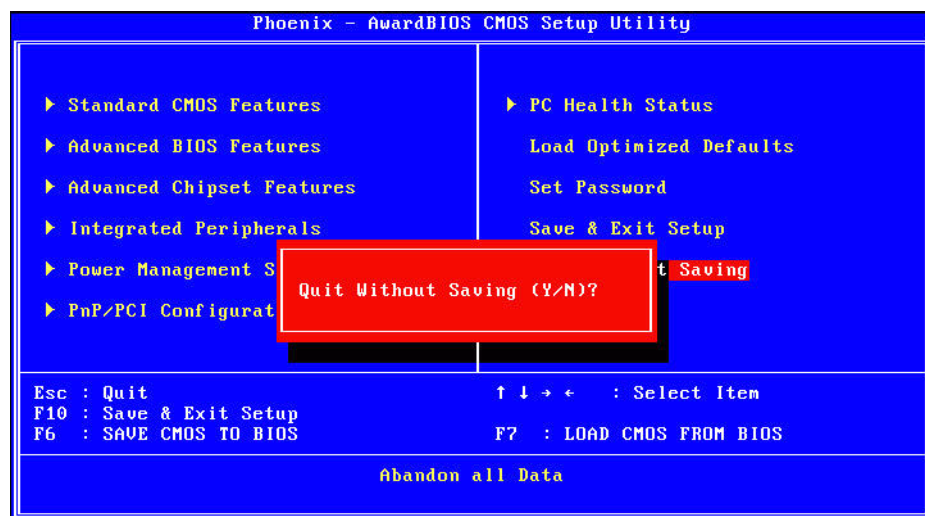 Phoenix - AwardBIOS CMOS Setup Utility
Standard CMOS Features
Advanced BIOS Features
Advanced Chipset Features
Integrated Peripherals
Power Management S
PnP/PCI Configurat
PC Health Status
Load Optimized Defaults
Set Password
Save & Exit Setup
t Saving
Quit Without Saving (Y/N)?
Esc : Quit
F10 : Save & Exit Setup
F6 : SAVE CMOS TO BIOS
↑ ↓ → ← : Select Item
F7 : LOAD CMOS FROM BIOS
Abandon all Data